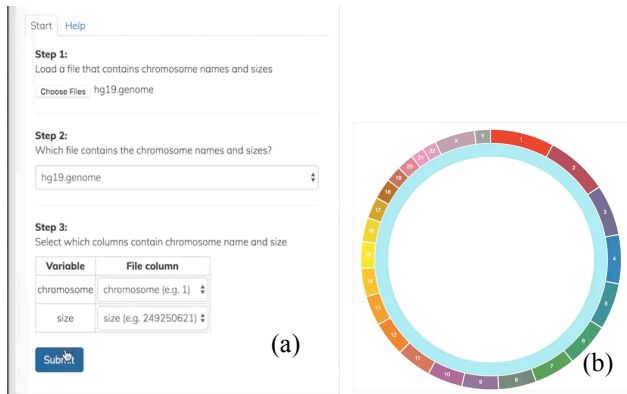 Start Help
Step 1:
Load a file that contains chromosome names and sizes
Choose Files hg19.genome
Step 2:
Which file contains the chromosome names and sizes?
hg19.genome
Step 3:
Select which columns contain chromosome name and size
Variable File column
chromosome chromosome (e.g. 1)
size size (e.g. 249250621)
Submit
(a)
1
2
3
4
5
6
7
8
9
10
11
12
13
14
15
16
17
18
19
20
21
22
X
Y
(b)